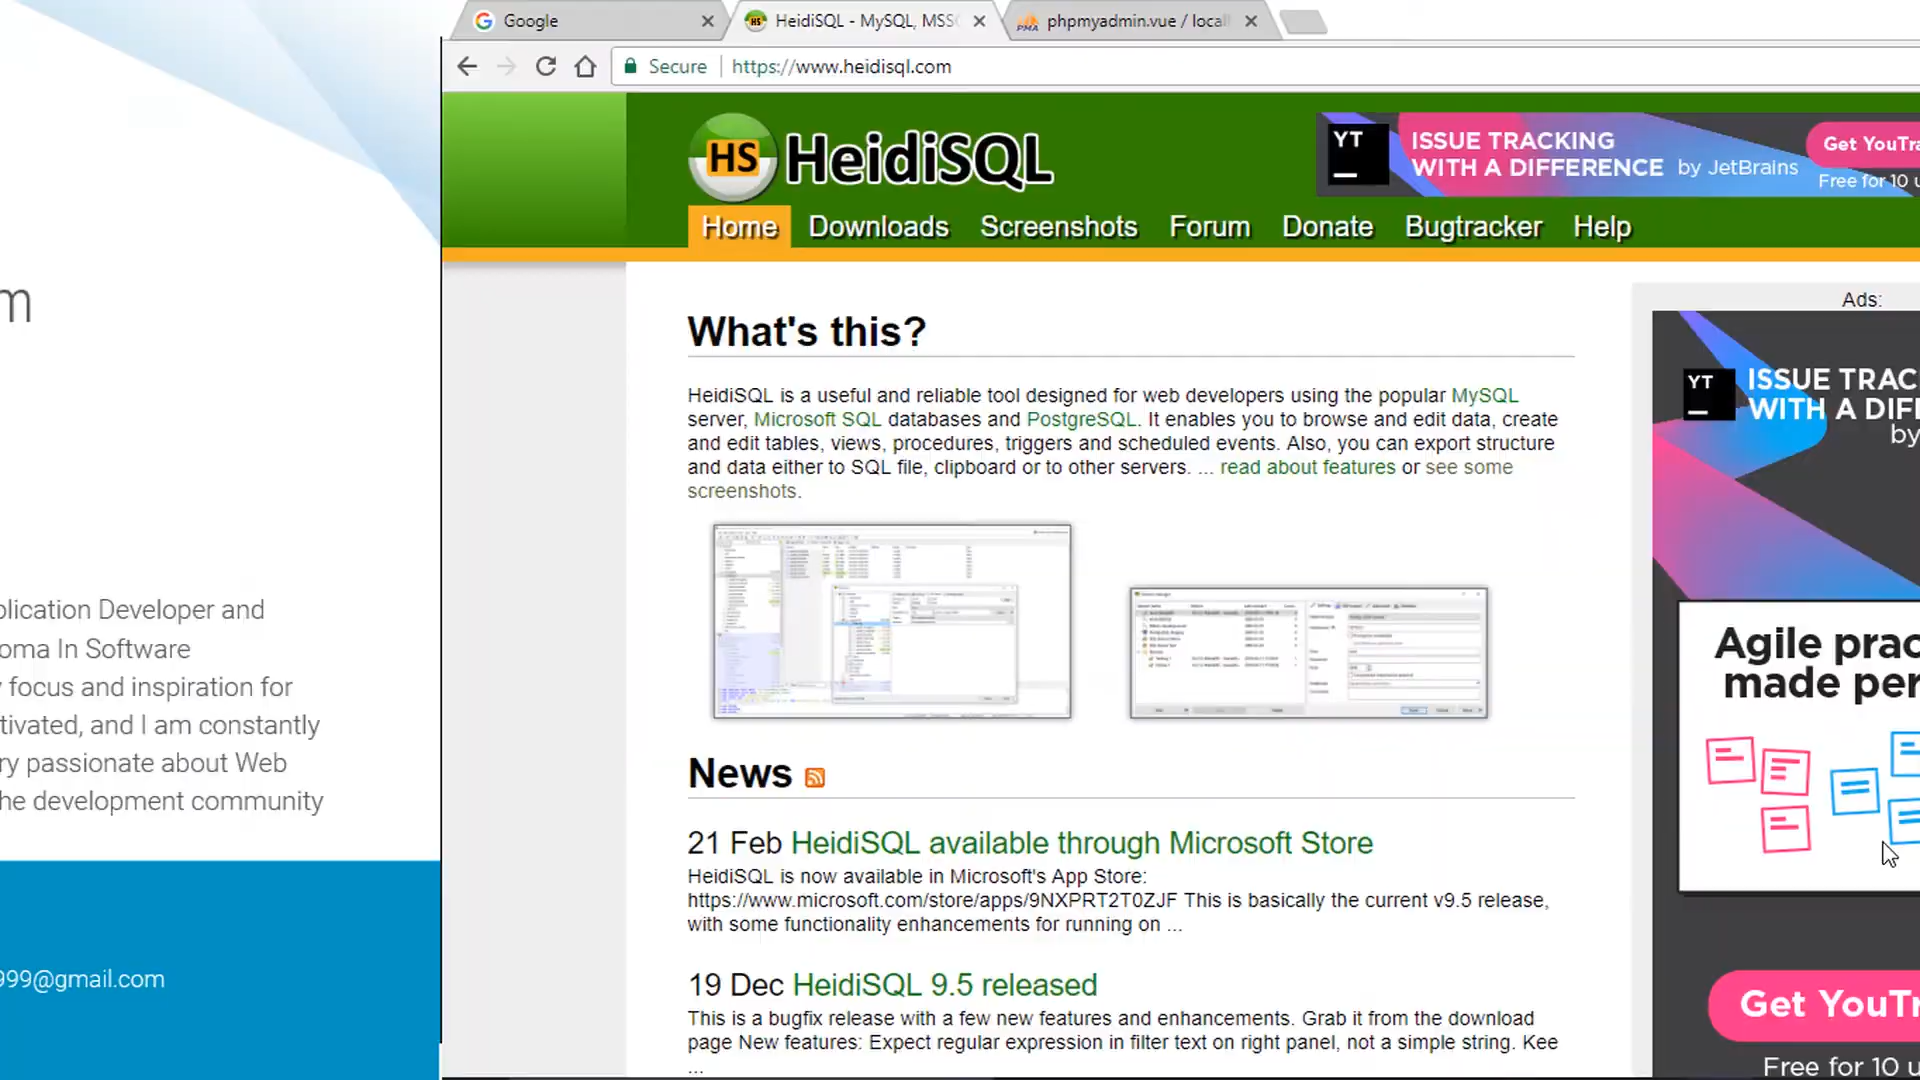 Google
HeidiSQL - MySQL, MSSC
phpmyadmin.vue / local
Secure
https://www.heidisql.com
HS HeidiSQL
YT
ISSUE TRACKING
WITH A DIFFERENCE by JetBrains
Get YouTra
Free for 10 u
Home Downloads Screenshots Forum Donate Bugtracker Help
m
plication Developer and
oma In Software
focus and inspiration for
tivated, and I am constantly
ry passionate about Web
he development community
999@gmail.com
What's this?
HeidiSQL is a useful and reliable tool designed for web developers using the popular MySQL
server, Microsoft SQL databases and PostgreSQL. It enables you to browse and edit data, create
and edit tables, views, procedures, triggers and scheduled events. Also, you can export structure
and data either to SQL file, clipboard or to other servers. ... read about features or see some
screenshots.
News
21 Feb HeidiSQL available through Microsoft Store
HeidiSQL is now available in Microsoft's App Store:
https://www.microsoft.com/store/apps/9NXPRT2T0ZJF This is basically the current v9.5 release,
with some functionality enhancements for running on ...
19 Dec HeidiSQL 9.5 released
This is a bugfix release with a few new features and enhancements. Grab it from the download
page New features: Expect regular expression in filter text on right panel, not a simple string. Kee
...
Ads:
YT
ISSUE TRAC
WITH A DIF
by
Agile prac
made per
Get YouTr
Free for 10 u